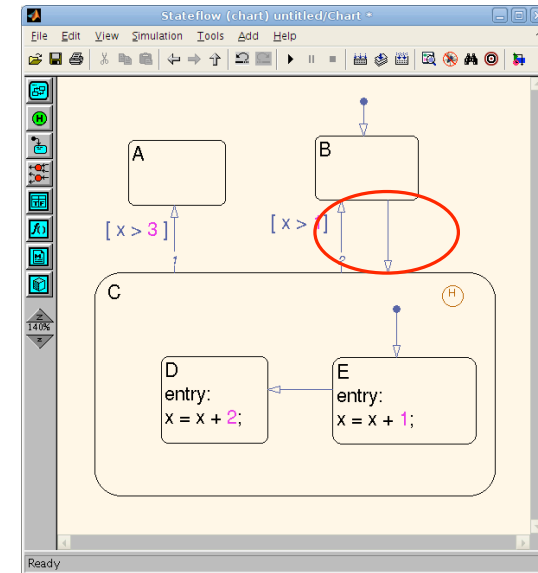 Stateflow (chart) untitled/Chart *
File Edit View Simulation Tools Add Help
A
B
[ x > 3 ]
[ x > 1]
1
2
C
H
D
entry:
x = x + 2;
E
entry:
x = x + 1;
H
f()
140%
Ready